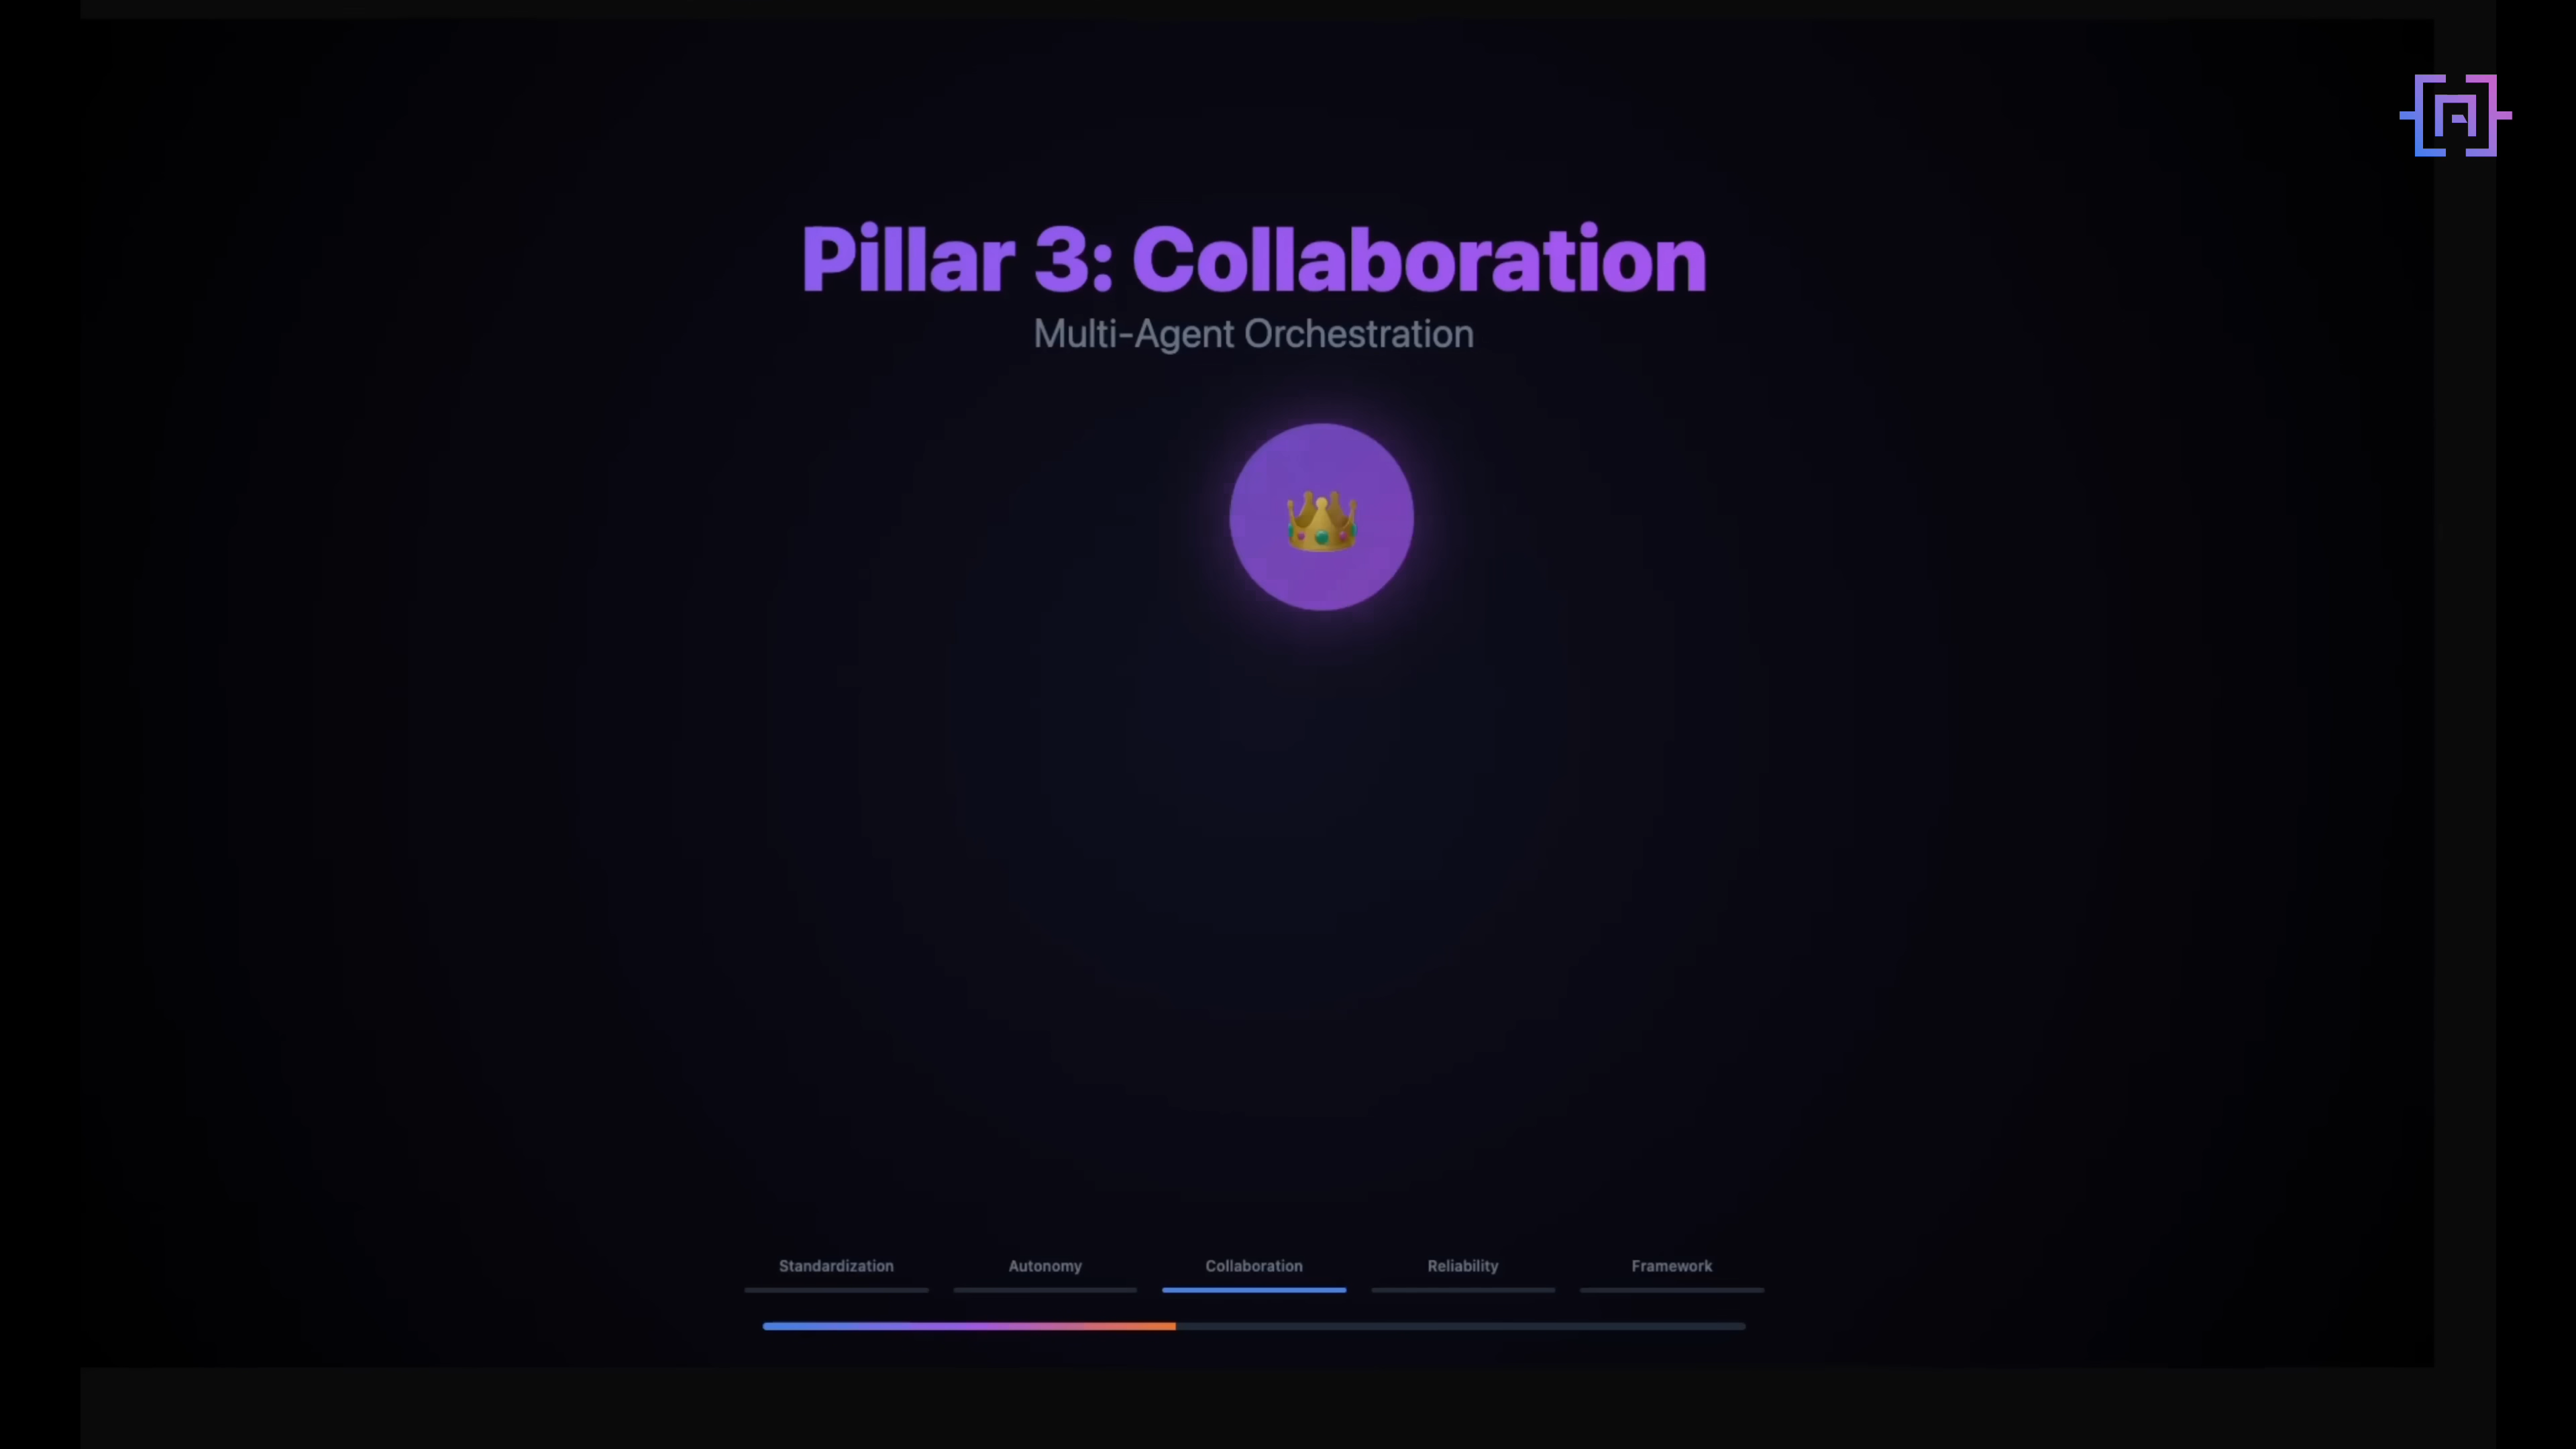 Pillar 3: Collaboration
Multi-Agent Orchestration
Standardization
Autonomy
Collaboration
Reliability
Framework